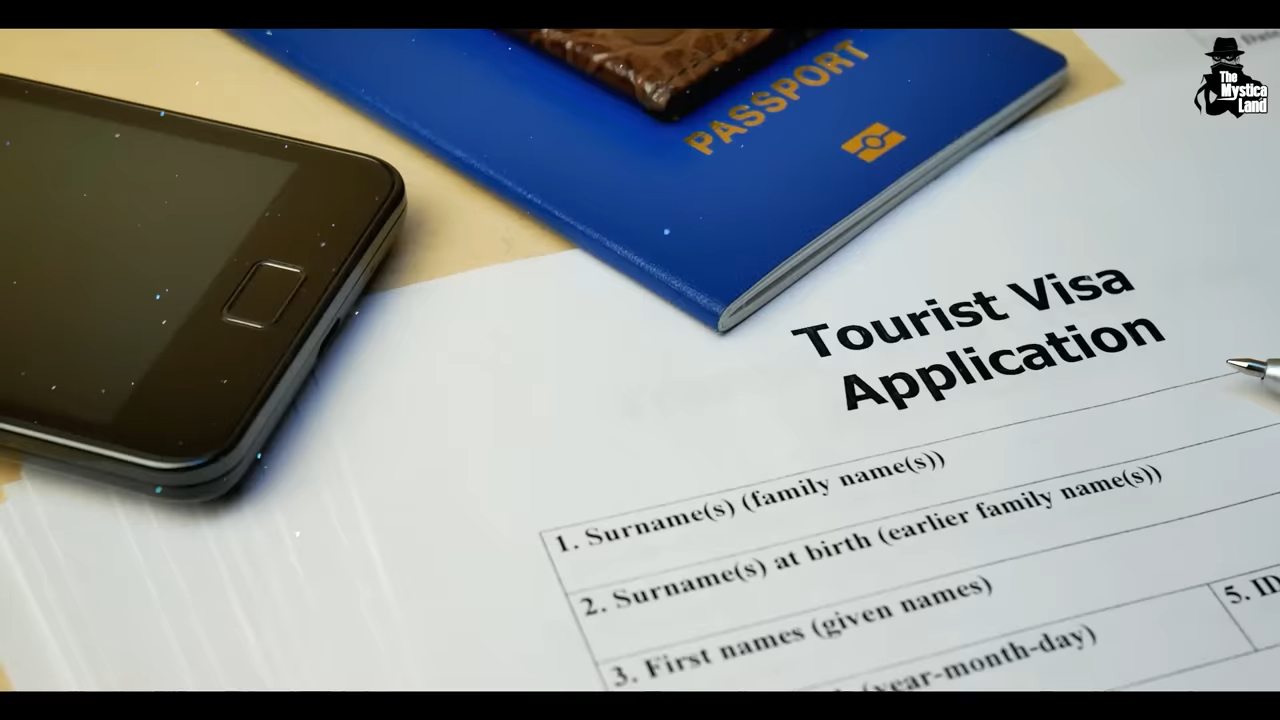 The
Mystica
Land
PASSPORT
Tourist Visa
Application
1. Surname(s) (family name(s))
2. Surname(s) at birth (earlier family name(s))
3. First names (given names)
5. ID
(year-month-day)